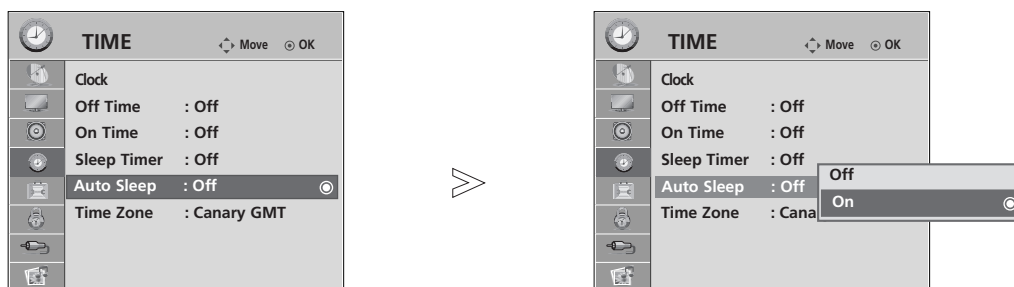 TIME Move OK
Clock
Off Time : Off
On Time : Off
Sleep Timer : Off
Auto Sleep : Off
Time Zone : Canary GMT
TIME Move OK
Clock
Off Time : Off
On Time : Off
Sleep Timer : Off
Auto Sleep : Off
Time Zone : Cana
Off
On